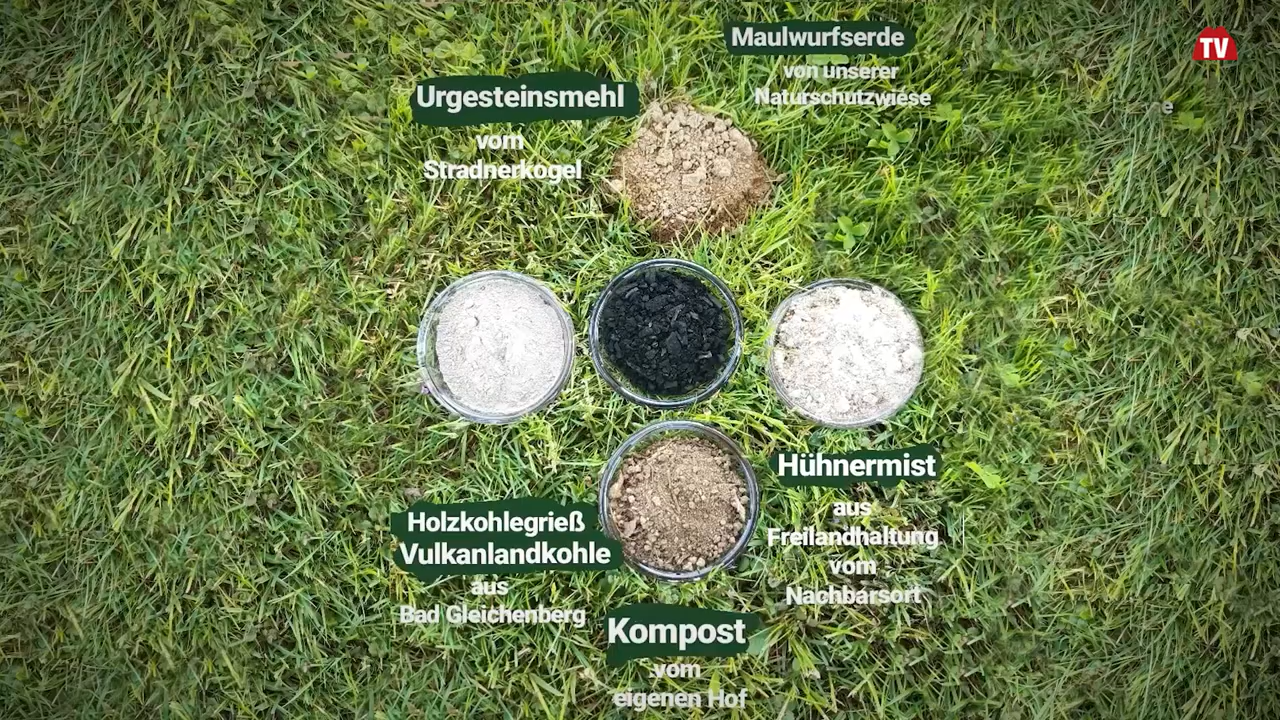 TV
Maulwurfserde
von unserer
Naturschutzwiese
Urgesteinsmehl
vom
Stradnerkogel
Hühnermist
aus
Freilandhaltung
vom
Nachbarsort
Holzkohlegrieß
Vulkanlandkohle
aus
Bad Gleichenberg
Kompost
vom
eigenen Hof